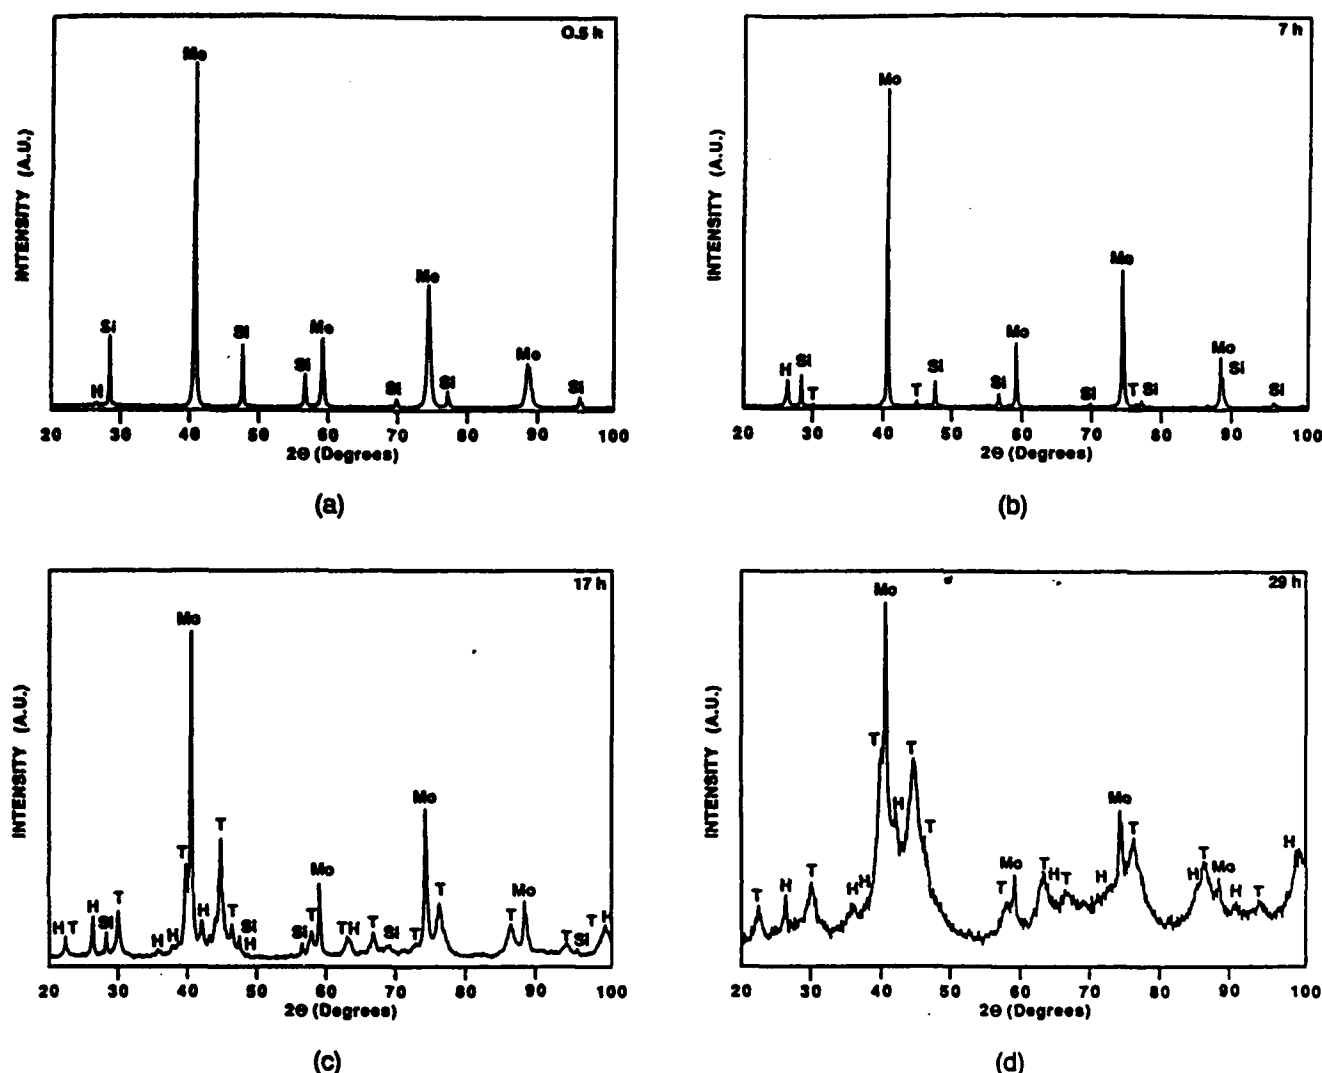 0.5 h
Mo
Mo
Si
Si
Mo
Si
Si
Si
Mo
Si
H
INTENSITY (A.U.)
20 30 40 50 60 70 80 90 100
2Θ (Degrees)
(a)
7 h
Mo
Mo
H
Si
T
T
Si
Si
Mo
Si
T
Si
Mo
Si
Si
INTENSITY (A.U.)
20 30 40 50 60 70 80 90 100
2Θ (Degrees)
(b)
17 h
Mo
Mo
H
T
H
Si
T
H
H
T
H
T
T
Si
H
Si
T
Mo
T
H
T
Si
T
T
T
Mo
T
Si
T
H
INTENSITY (A.U.)
20 30 40 50 60 70 80 90 100
2Θ (Degrees)
(c)
29 h
Mo
T
H
T
H
H
T
H
T
T
T
Mo
T
H
T
H
Mo
T
H
T
Mo
H
T
H
INTENSITY (A.U.)
20 30 40 50 60 70 80 90 100
2Θ (Degrees)
(d)